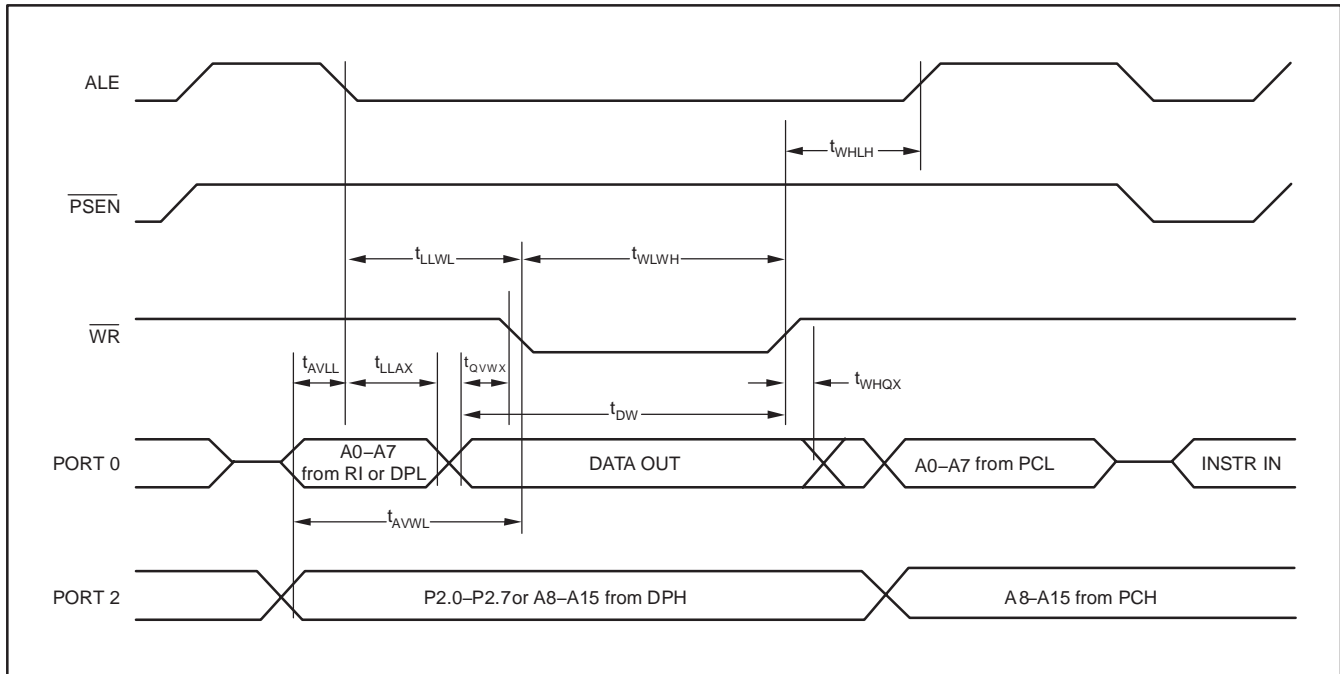 ALE
tWHLH
PSEN
tLLWL
tWLWH
WR
tAVLL
tLLAX
tQVWX
tWHQX
tDW
PORT 0
A0–A7
from RI or DPL
DATA OUT
A0–A7 from PCL
INSTR IN
tAVWL
PORT 2
P2.0–P2.7or A8–A15 from DPH
A8–A15 from PCH